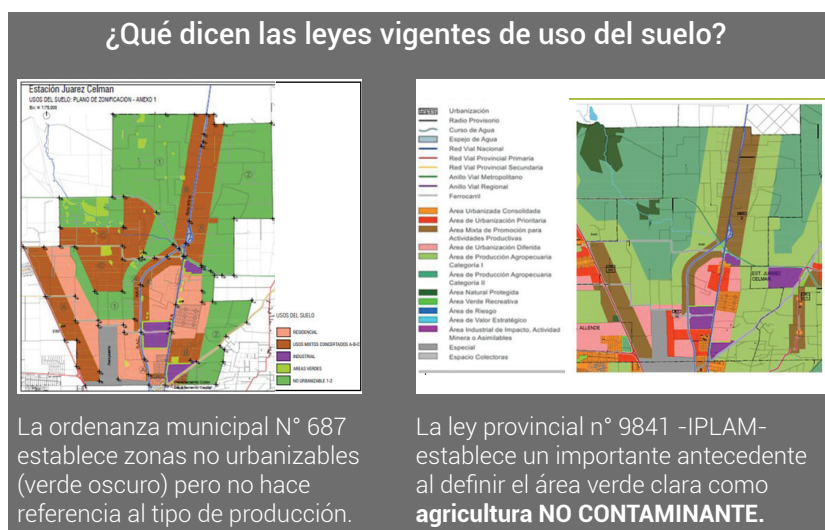 ¿Qué dicen las leyes vigentes de uso del suelo?
Estación Juarez Celman
USOS DEL SUELO: PLANO DE ZONIFICACION - ANEXO 1
USOS DEL SUELO
RESIDENCIAL
USOS MIXTOS CONCERTADOS A-B-C
INDUSTRIAL
AREAS VERDES
NO URBANIZABLE 1-2
Urbanización
Radio Provisorio
Curso de Agua
Espejo de Agua
Red Vial Nacional
Red Vial Provincial Primaria
Red Vial Provincial Secundaria
Anillo Vial Metropolitano
Anillo Vial Regional
Ferrocarril
Área Urbanizada Consolidada
Área de Urbanización Prioritaria
Área Mixta de Promoción para
Actividades Productivas
Área de Urbanización Diferida
Área de Producción Agropecuaria
Categoría I
Área de Producción Agropecuaria
Categoría II
Área Natural Protegida
Área Verde Recreativa
Área de Riesgo
Área de Valor Estratégico
Área Industrial de Impacto, Actividad
Minera o Asimilables
Especial
Espacio Colectoras
EST. JUAREZ
CELMAN
ALLENDE
La ordenanza municipal N° 687
establece zonas no urbanizables
(verde oscuro) pero no hace
referencia al tipo de producción.
La ley provincial n° 9841 -IPLAM-
establece un importante antecedente
al definir el área verde clara como
agricultura NO CONTAMINANTE.